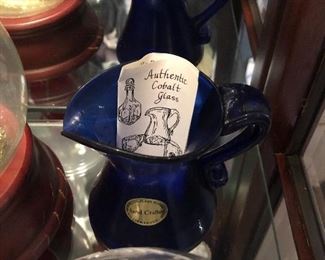 Authentic
Cobalt
Glass
Hand Crafted